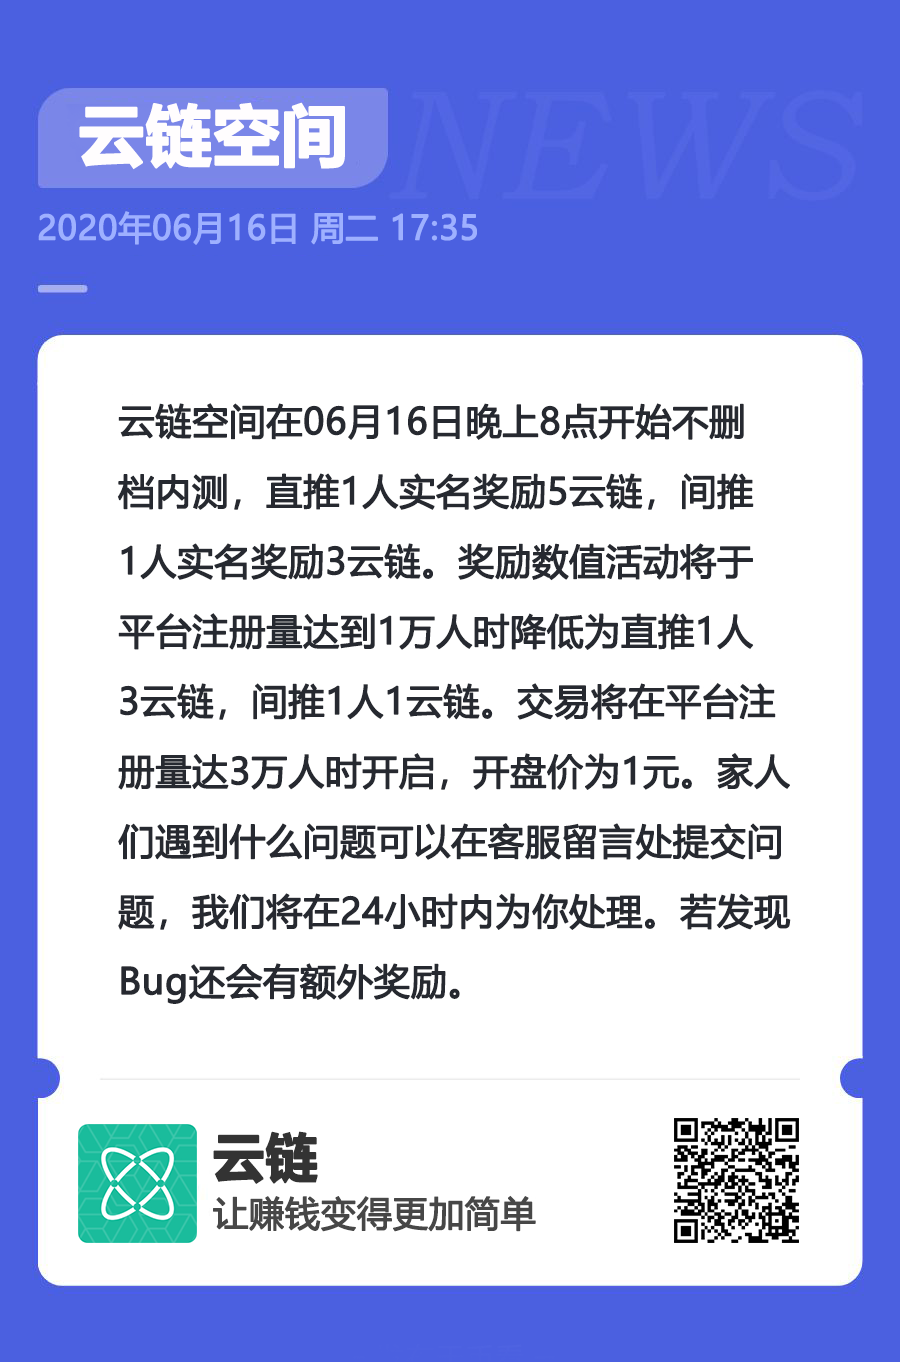 NEWS
云链空间
2020年06月16日 周二 17:35
云链空间在06月16日晚上8点开始不删
档内测，直推1人实名奖励5云链，间推
1人实名奖励3云链。奖励数值活动将于
平台注册量达到1万人时降低为直推1人
3云链，间推1人1云链。交易将在平台注
册量达3万人时开启，开盘价为1元。家人
们遇到什么问题可以在客服留言处提交问
题，我们将在24小时内为你处理。若发现
Bug还会有额外奖励。
云链
让赚钱变得更加简单